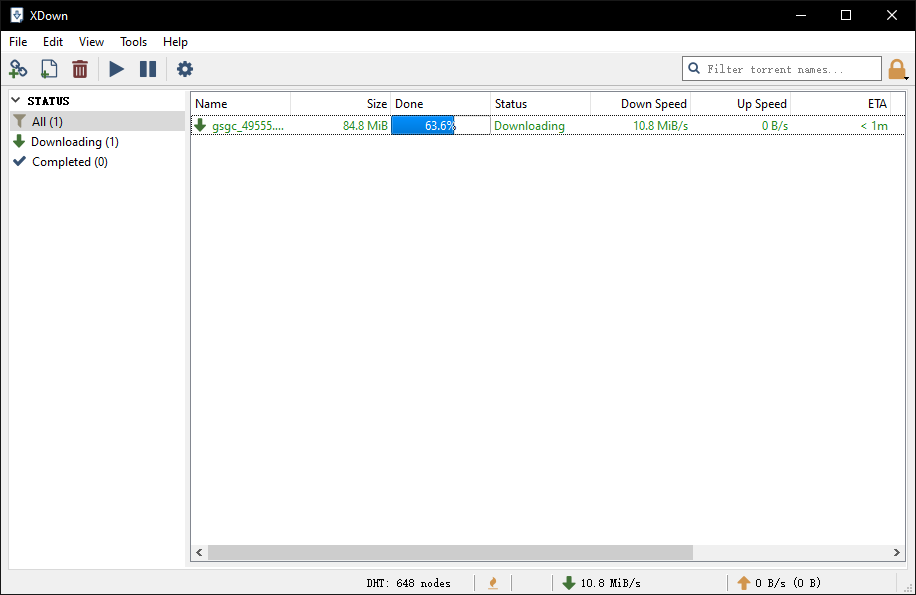 XDown
File Edit View Tools Help
Filter torrent names...
STATUS
All (1)
Downloading (1)
Completed (0)
Name Size Done Status Down Speed Up Speed ETA
gsgc_49555.... 84.8 MiB 63.6% Downloading 10.8 MiB/s 0 B/s < 1m
DHT: 648 nodes 10.8 MiB/s 0 B/s (0 B)